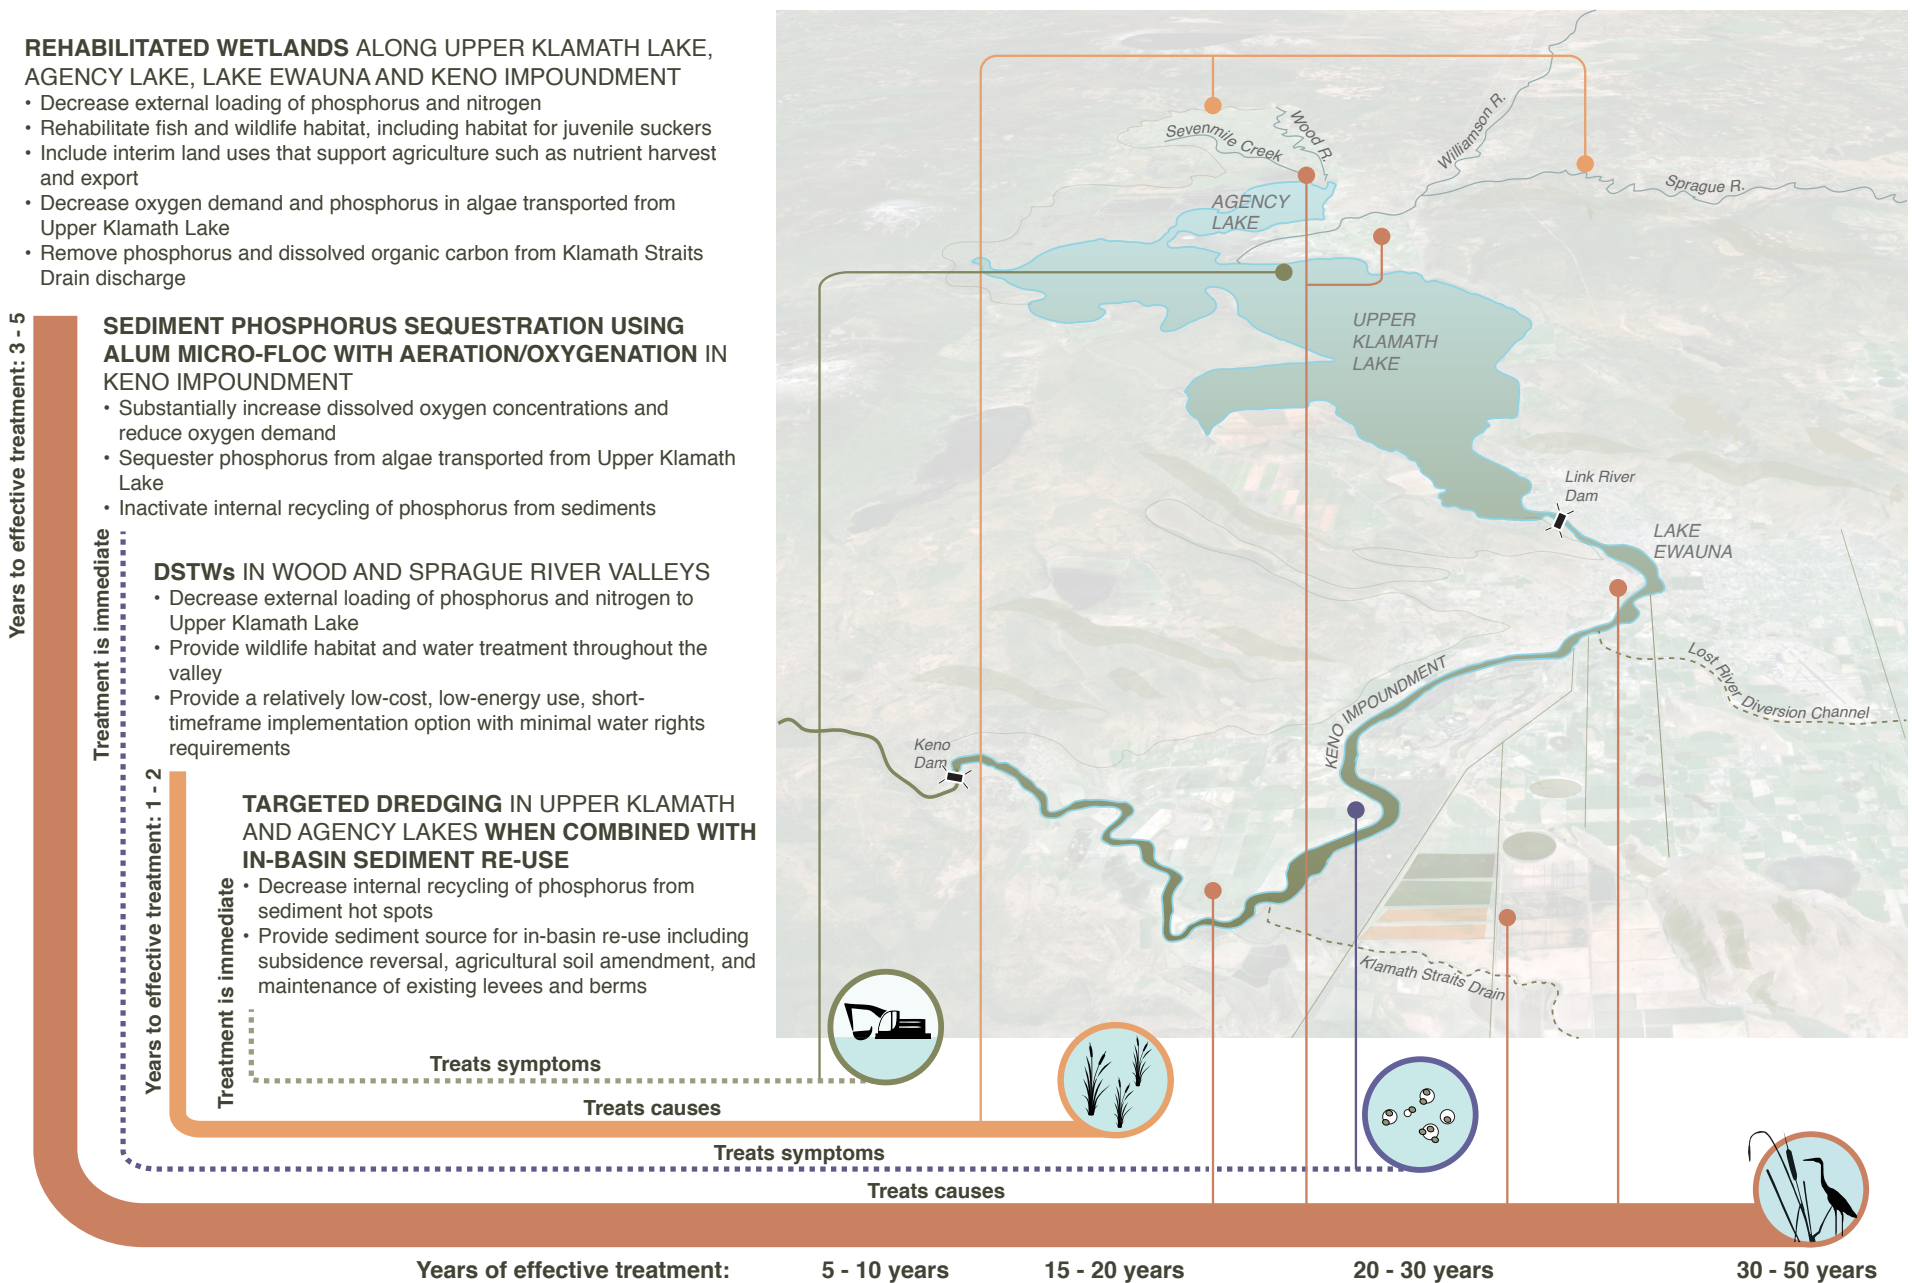 REHABILITATED WETLANDS ALONG UPPER KLAMATH LAKE,
AGENCY LAKE, LAKE EWAUNA AND KENO IMPOUNDMENT
• Decrease external loading of phosphorus and nitrogen
• Rehabilitate fish and wildlife habitat, including habitat for juvenile suckers
• Include interim land uses that support agriculture such as nutrient harvest
and export
• Decrease oxygen demand and phosphorus in algae transported from
Upper Klamath Lake
• Remove phosphorus and dissolved organic carbon from Klamath Straits
Drain discharge
Years to effective treatment: 3 - 5
SEDIMENT PHOSPHORUS SEQUESTRATION USING
ALUM MICRO-FLOC WITH AERATION/OXYGENATION IN
KENO IMPOUNDMENT
• Substantially increase dissolved oxygen concentrations and
reduce oxygen demand
• Sequester phosphorus from algae transported from Upper Klamath
Lake
• Inactivate internal recycling of phosphorus from sediments
Treatment is immediate
DSTWs IN WOOD AND SPRAGUE RIVER VALLEYS
• Decrease external loading of phosphorus and nitrogen to
Upper Klamath Lake
• Provide wildlife habitat and water treatment throughout the
valley
• Provide a relatively low-cost, low-energy use, short-
timeframe implementation option with minimal water rights
requirements
Years to effective treatment: 1 - 2
TARGETED DREDGING IN UPPER KLAMATH
AND AGENCY LAKES WHEN COMBINED WITH
IN-BASIN SEDIMENT RE-USE
• Decrease internal recycling of phosphorus from
sediment hot spots
• Provide sediment source for in-basin re-use including
subsidence reversal, agricultural soil amendment, and
maintenance of existing levees and berms
Treatment is immediate
Sevenmile Creek
Wood R.
Williamson R.
Sprague R.
AGENCY
LAKE
UPPER
KLAMATH
LAKE
Link River
Dam
LAKE
EWAUNA
Lost River Diversion Channel
KENO IMPOUNDMENT
Keno
Dam
Klamath Straits Drain
Treats symptoms
Treats causes
Treats symptoms
Treats causes
Years of effective treatment:
5 - 10 years
15 - 20 years
20 - 30 years
30 - 50 years